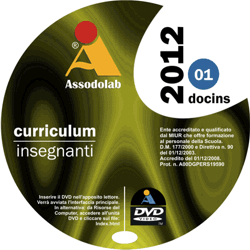 2012
01
docins
Assodolab
curriculum
insegnanti
Ente accreditato e qualificato
dal MIUR che offre formazione
al personale della Scuola.
D.M. 177/2000 e Direttiva n. 90
del 01/12/2003.
Accredito del 01/12/2008.
Prot. n. A00DGPER519590
Inserire il DVD nell'apposito lettore.
Verrà avviata l'interfaccia principale.
In alternativa: da Risorse del
Computer, accedere all'unità
DVD e cliccare sul file:
Index.html
DVD
VIDEO